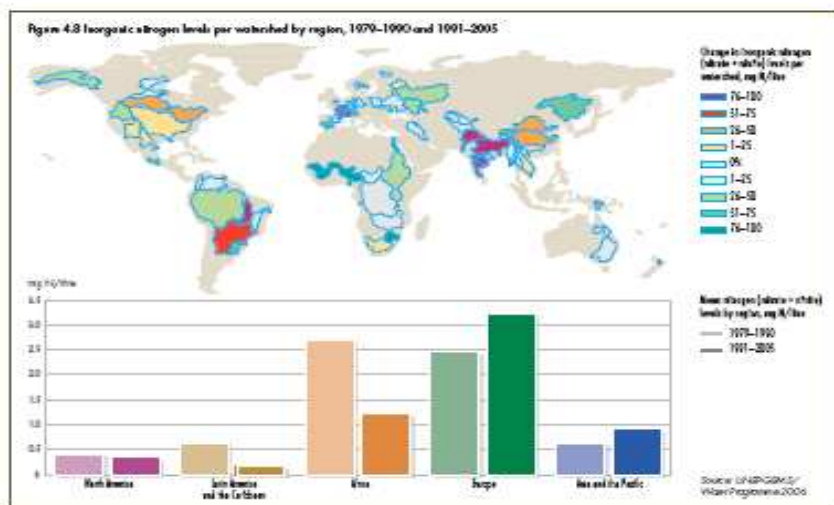 Figure 4.8 Inorganic nitrogen levels per watershed by region, 1979–1990 and 1991–2005
Change in inorganic nitrogen
(nitrate + nitrite) levels per
watershed, mg N/litre
76–100
51–75
26–50
1–25
0%
1–25
26–50
51–75
76–100
mg N/litre
3.5
3.0
2.5
2.0
1.5
1.0
0.5
0
North America
Latin America
and the Caribbean
Africa
Europe
Asia and the Pacific
Mean nitrogen (nitrate + nitrite)
levels by region, mg N/litre
1979–1990
1991–2005
Source: UNEP-GEMS/
Water Programme 2006